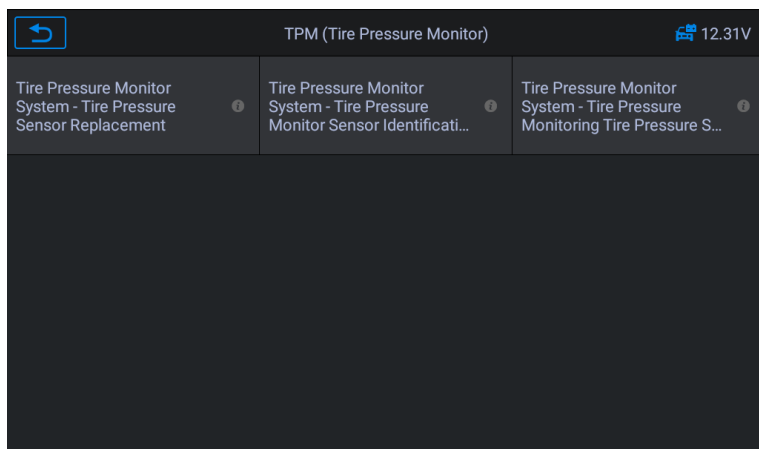 TPM (Tire Pressure Monitor)
12.31V
Tire Pressure Monitor
System - Tire Pressure
Sensor Replacement
Tire Pressure Monitor
System - Tire Pressure
Monitor Sensor Identificati...
Tire Pressure Monitor
System - Tire Pressure
Monitoring Tire Pressure S...